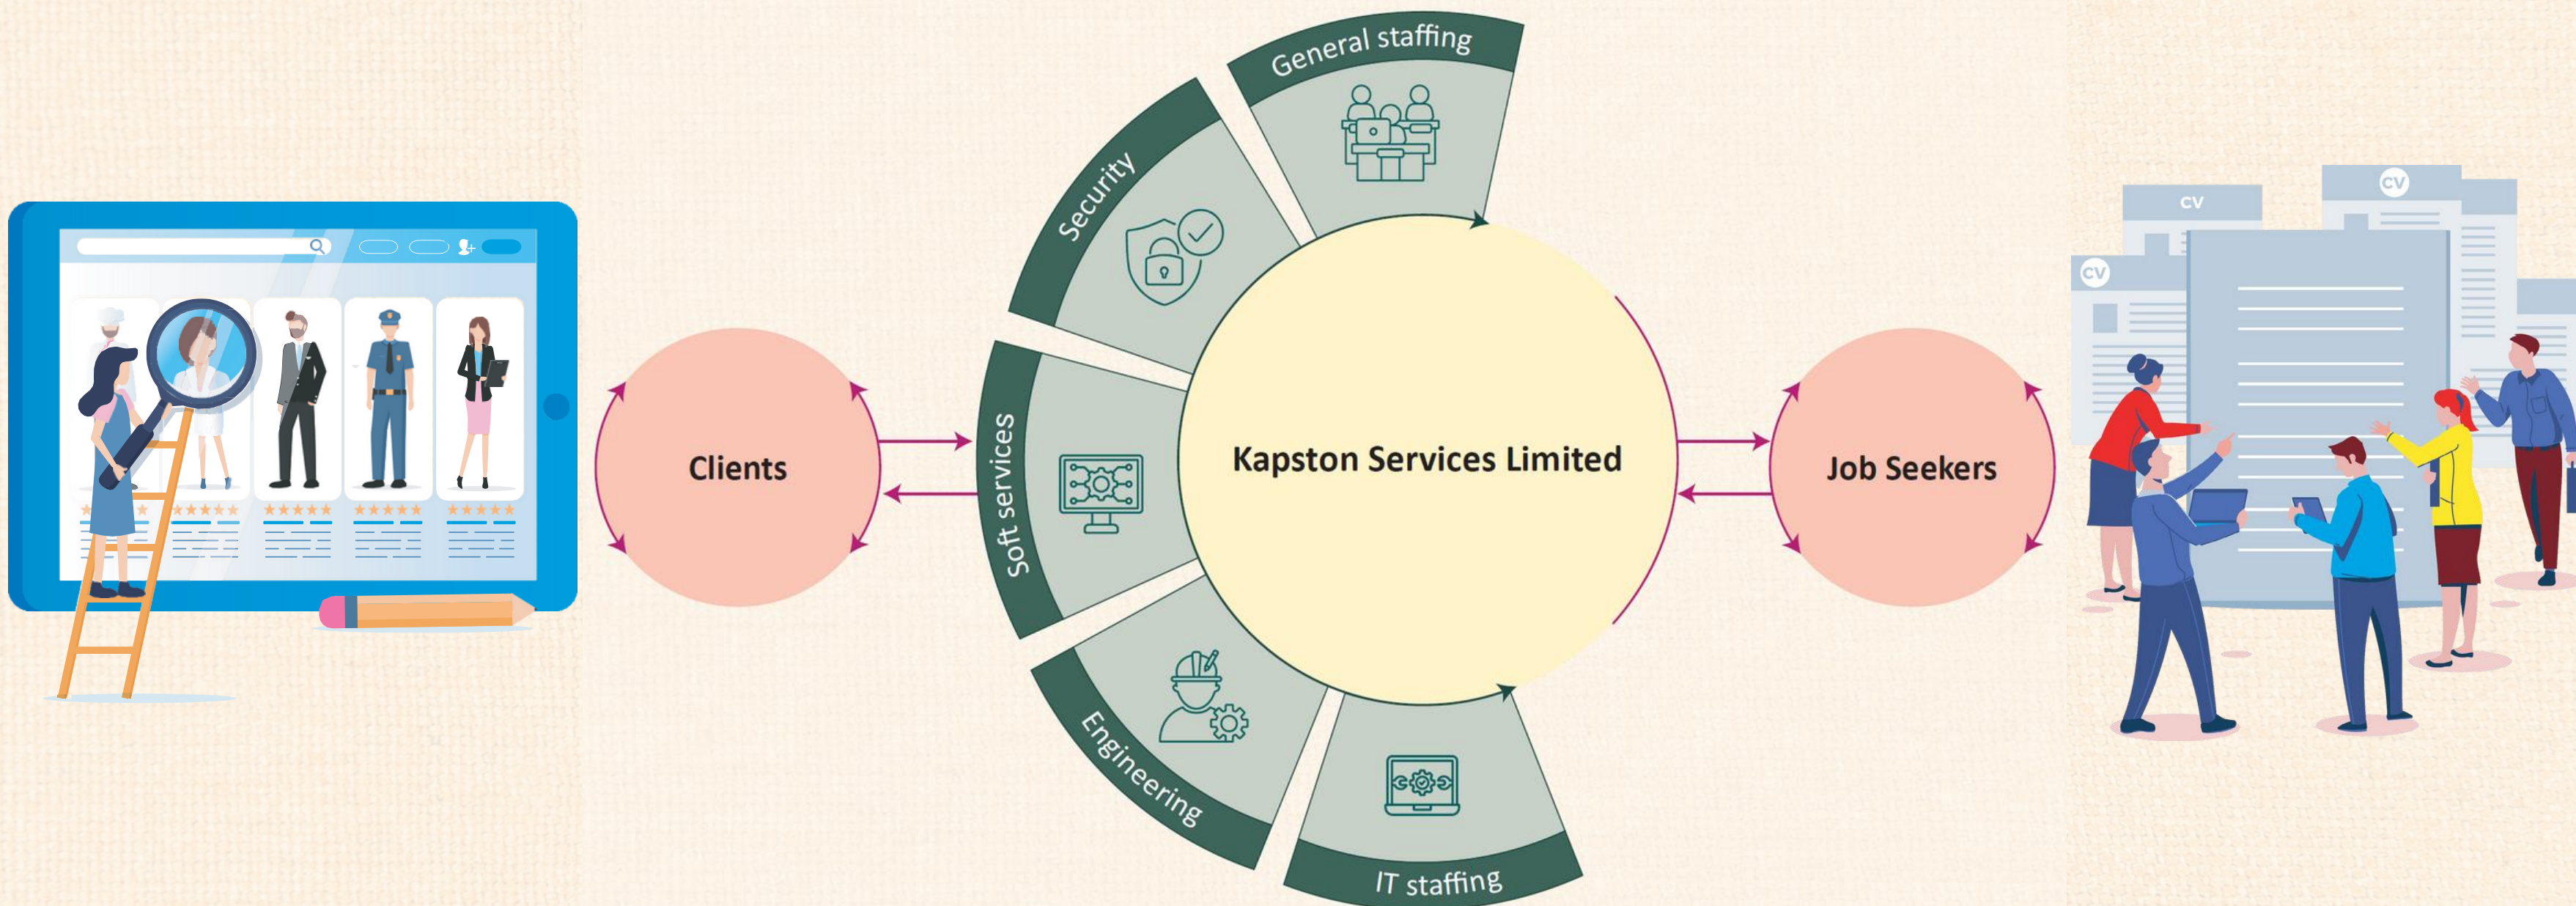 General staffing
Security
Soft services
Engineering
IT staffing
Clients
Kapston Services Limited
Job Seekers
CV
CV
CV